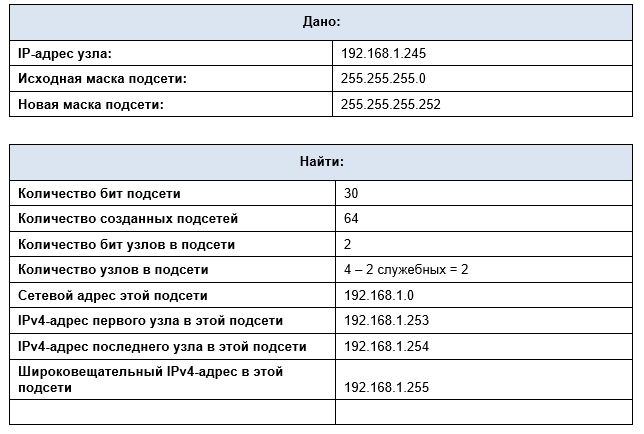 Дано:
IP-адрес узла: 192.168.1.245
Исходная маска подсети: 255.255.255.0
Новая маска подсети: 255.255.255.252
Найти:
Количество бит подсети 30
Количество созданных подсетей 64
Количество бит узлов в подсети 2
Количество узлов в подсети 4 – 2 служебных = 2
Сетевой адрес этой подсети 192.168.1.0
IPv4-адрес первого узла в этой подсети 192.168.1.253
IPv4-адрес последнего узла в этой подсети 192.168.1.254
Широковещательный IPv4-адрес в этой
подсети 192.168.1.255